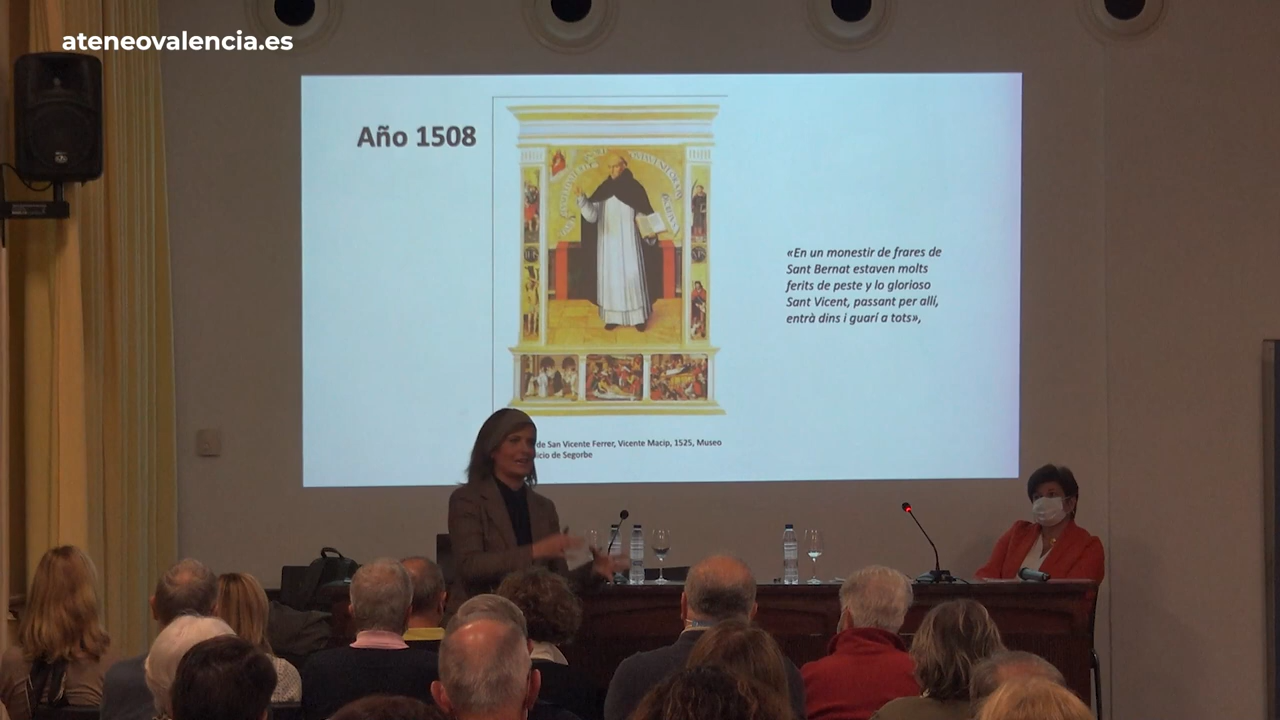 ateneovalencia.es
Año 1508
«En un monestir de frares de
Sant Bernat estaven molts
ferits de peste y lo glorioso
Sant Vicent, passant per allí,
entrà dins i guarí a tots»,
de San Vicente Ferrer, Vicente Macip, 1525, Museo
de Segorbe